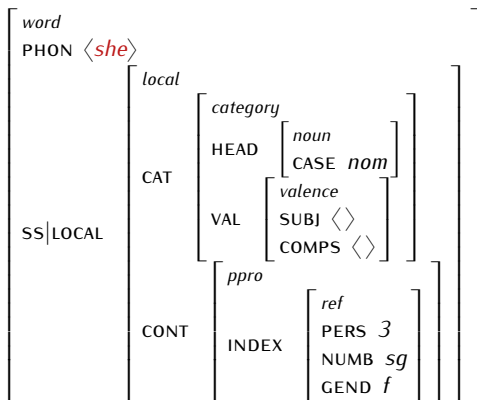 word
PHON ⟨she⟩
local
category
HEAD
noun
CASE nom
CAT
valence
VAL
SUBJ ⟨⟩
COMPS ⟨⟩
SS|LOCAL
ppro
ref
PERS 3
CONT
INDEX
NUMB sg
GEND f